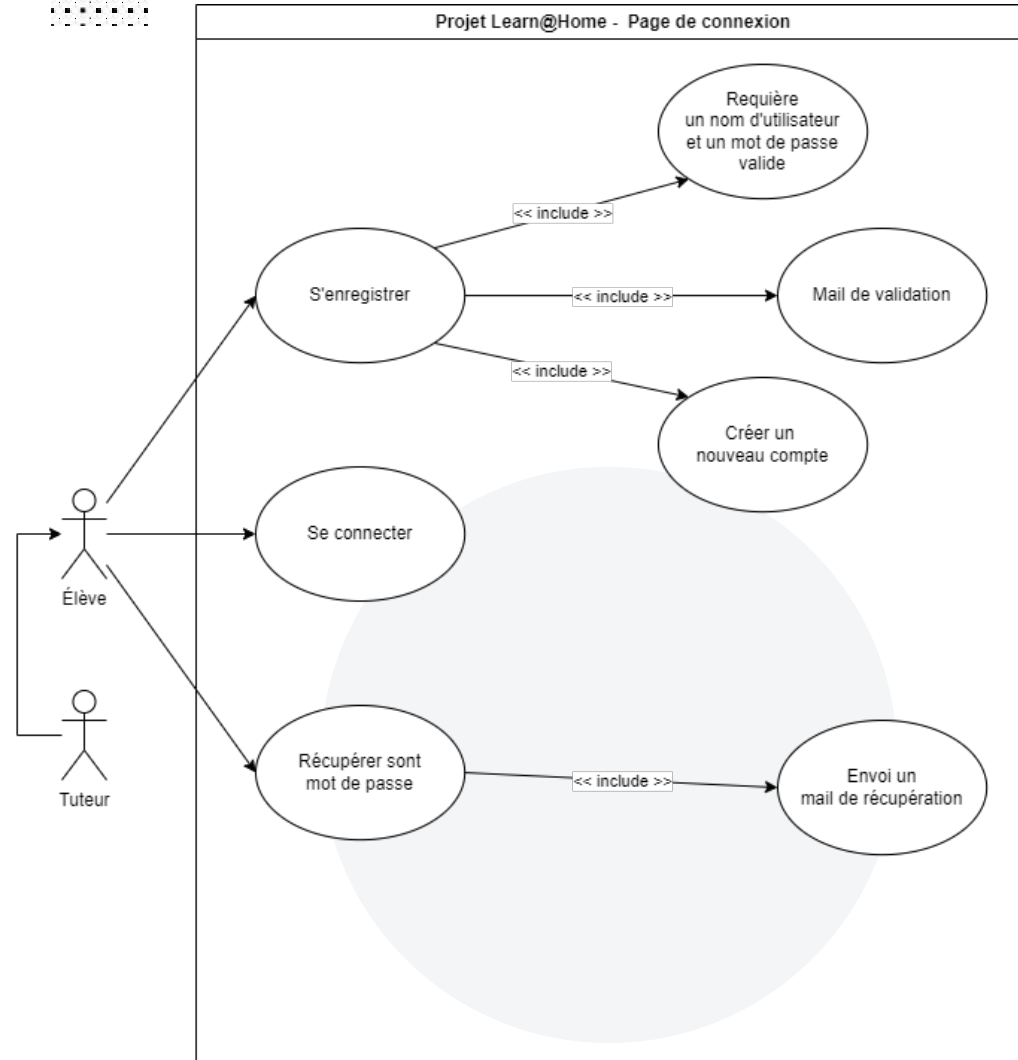 Projet Learn@Home - Page de connexion
Requière
un nom d'utilisateur
et un mot de passe
valide
<< include >>
S'enregistrer
<< include >>
Mail de validation
<< include >>
Créer un
nouveau compte
Se connecter
Élève
Récupérer sont
mot de passe
<< include >>
Envoi un
mail de récupération
Tuteur